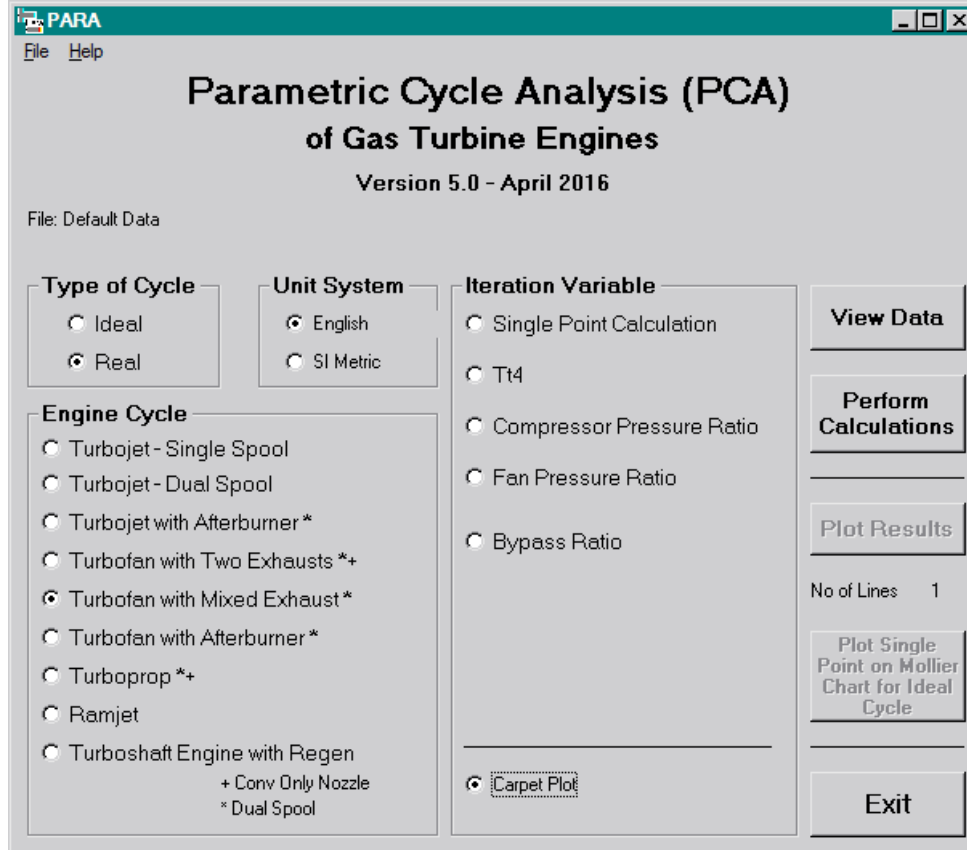 PARA
File Help
Parametric Cycle Analysis (PCA)
of Gas Turbine Engines
Version 5.0 - April 2016
File: Default Data
Type of Cycle
Ideal
Real
Unit System
English
SI Metric
Engine Cycle
Turbojet - Single Spool
Turbojet - Dual Spool
Turbojet with Afterburner *
Turbofan with Two Exhausts *+
Turbofan with Mixed Exhaust *
Turbofan with Afterburner *
Turboprop *+
Ramjet
Turboshaft Engine with Regen
+ Conv Only Nozzle
* Dual Spool
Iteration Variable
Single Point Calculation
Tt4
Compressor Pressure Ratio
Fan Pressure Ratio
Bypass Ratio
Carpet Plot
View Data
Perform
Calculations
Plot Results
No of Lines 1
Plot Single
Point on Mollier
Chart for Ideal
Cycle
Exit